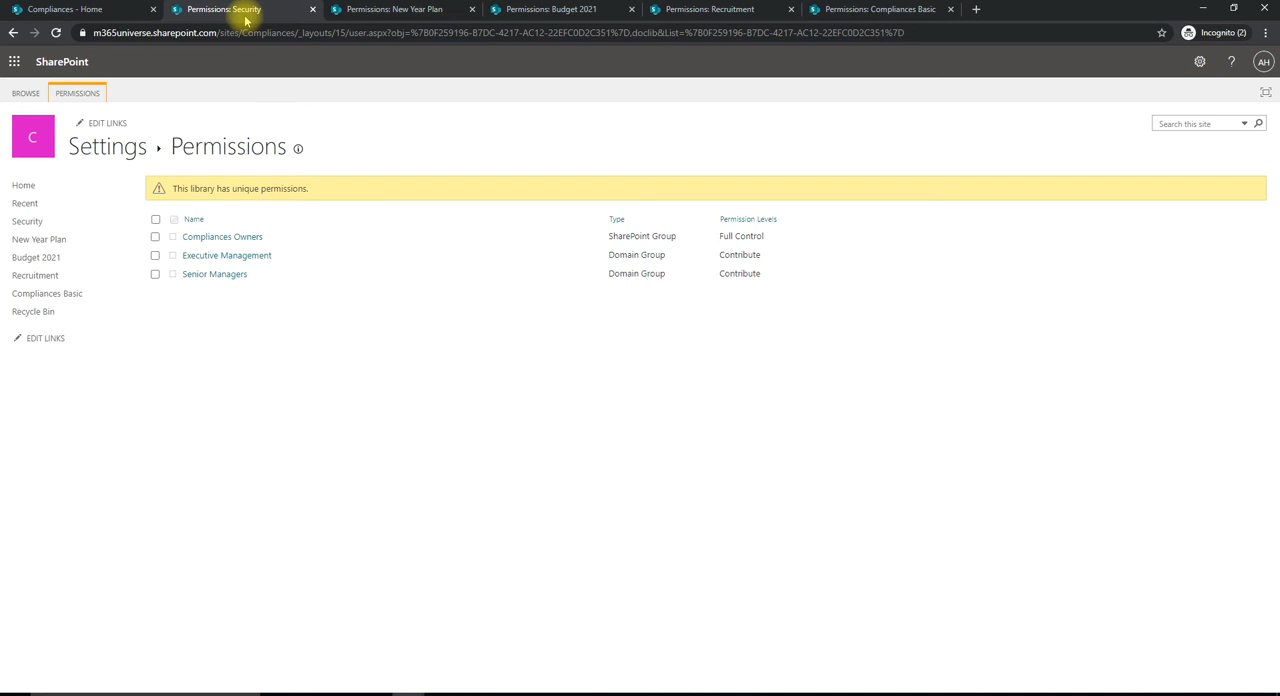 Compliances - Home
Permissions: Security
Permissions: New Year Plan
Permissions: Budget 2021
Permissions: Recruitment
Permissions: Compliances Basic
m365universe.sharepoint.com/sites/Compliances/_layouts/15/user.aspx?obj=%7B0F259196-B7DC-4217-AC12-22EFC0D2C351%7D,doclib&List=%7B0F259196-B7DC-4217-AC12-22EFC0D2C351%7D
Incognito (2)
SharePoint
? AH
BROWSE PERMISSIONS
C
EDIT LINKS
Search this site
Settings Permissions
This library has unique permissions.
Home
Recent
Security
New Year Plan
Budget 2021
Recruitment
Compliances Basic
Recycle Bin
EDIT LINKS
Name Type Permission Levels
Compliances Owners SharePoint Group Full Control
Executive Management Domain Group Contribute
Senior Managers Domain Group Contribute